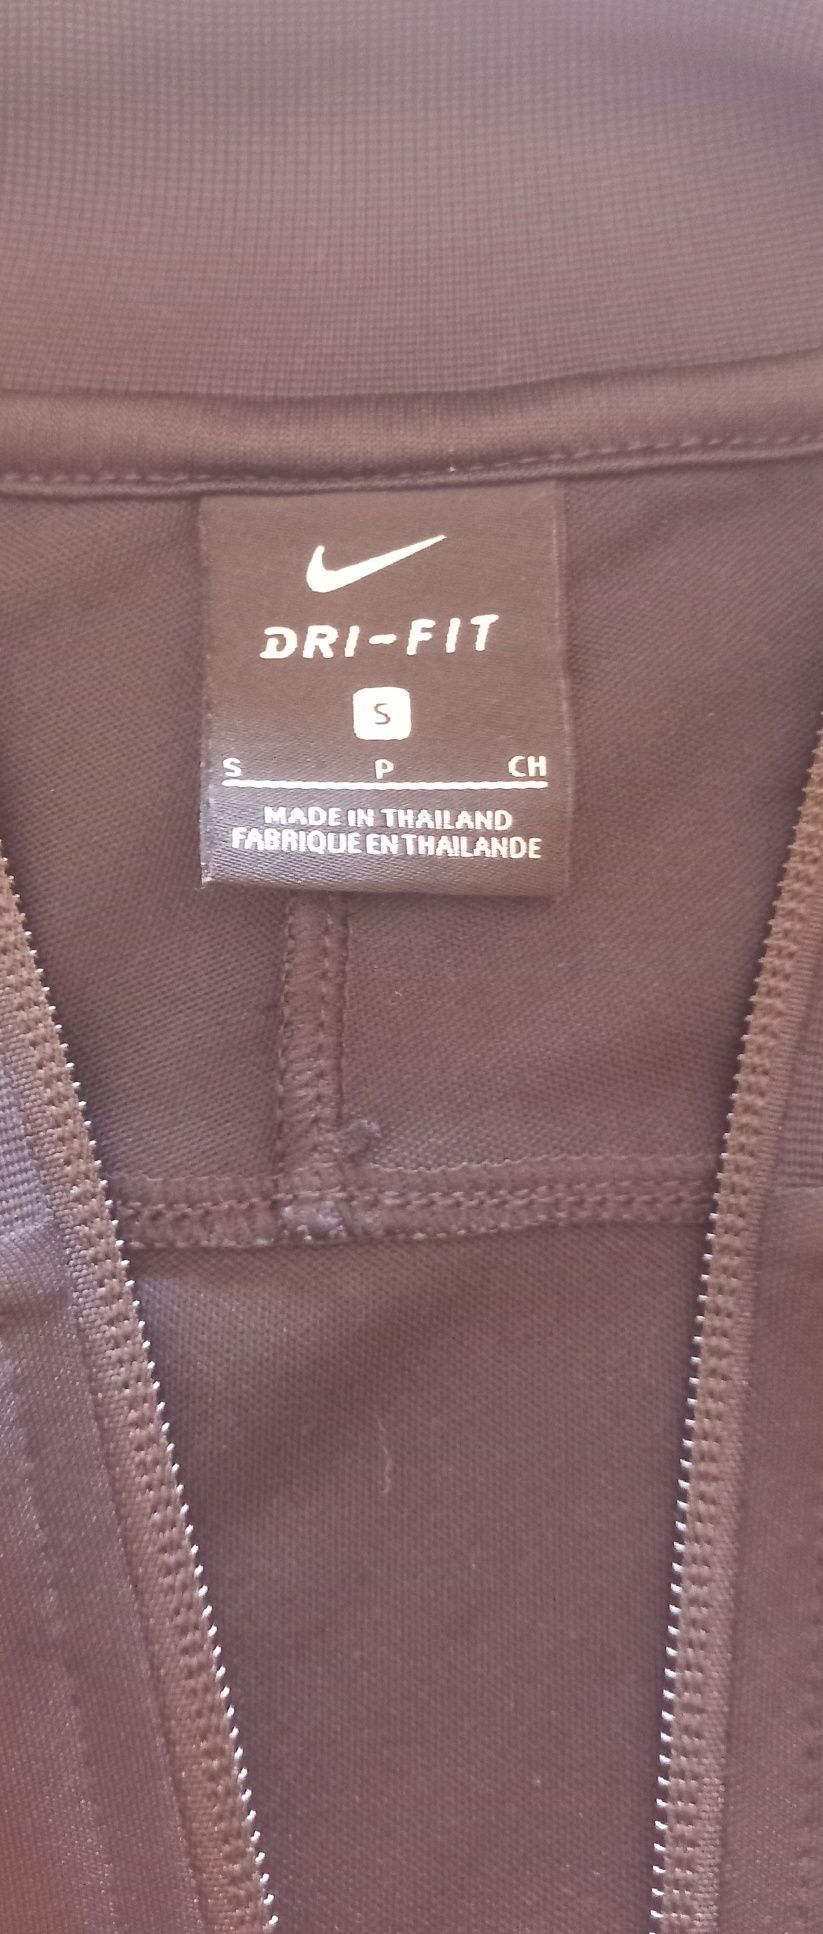 DRI-FIT
S
S P CH
MADE IN THAILAND
FABRIQUE EN THAILANDE